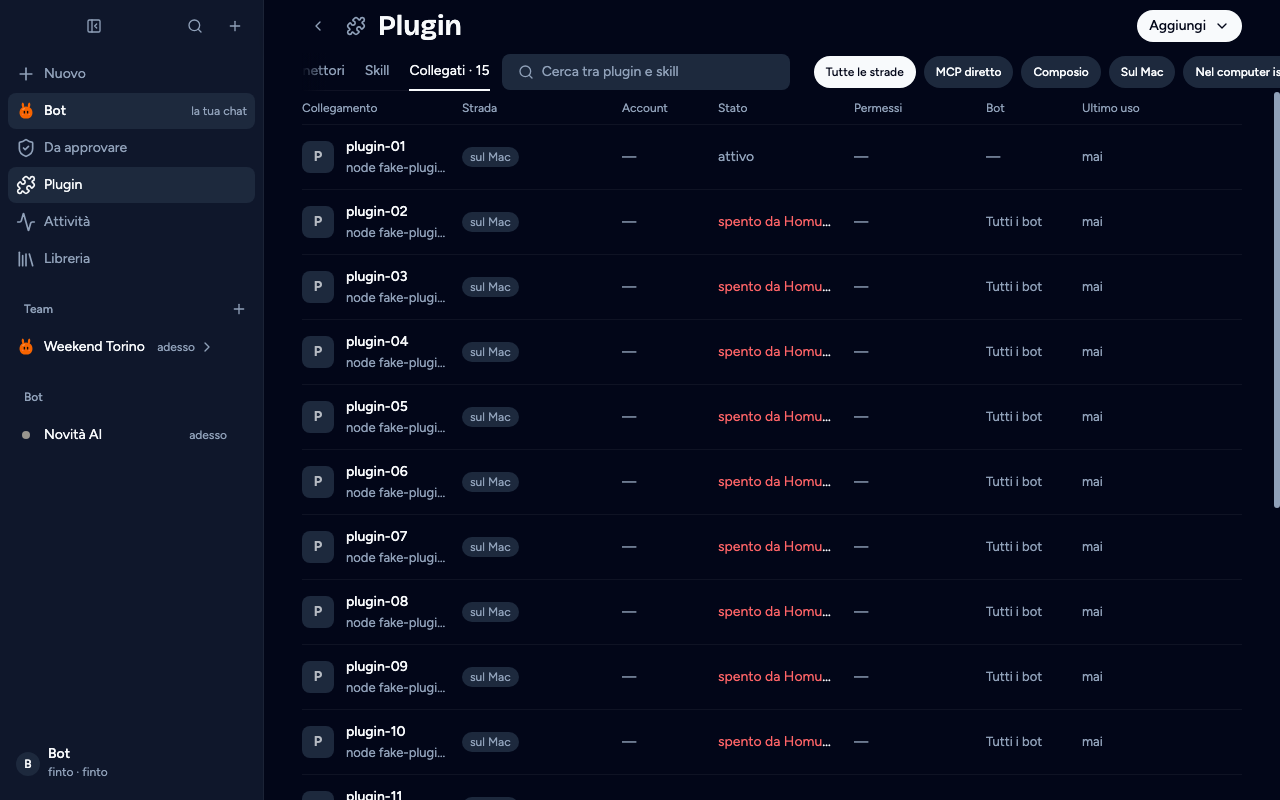 Plugin
Aggiungi
Nuovo
Bot
la tua chat
Da approvare
Plugin
Attività
Libreria
Team
Weekend Torino adesso
Bot
Novità AI adesso
B
Bot
finto · finto
nettori Skill Collegati · 15 Cerca tra plugin e skill Tutte le strade MCP diretto Composio Sul Mac Nel computer is
Collegamento Strada Account Stato Permessi Bot Ultimo uso
P plugin-01 sul Mac — attivo — — mai
node fake-plugi...
P plugin-02 sul Mac — spento da Homu... — Tutti i bot mai
node fake-plugi...
P plugin-03 sul Mac — spento da Homu... — Tutti i bot mai
node fake-plugi...
P plugin-04 sul Mac — spento da Homu... — Tutti i bot mai
node fake-plugi...
P plugin-05 sul Mac — spento da Homu... — Tutti i bot mai
node fake-plugi...
P plugin-06 sul Mac — spento da Homu... — Tutti i bot mai
node fake-plugi...
P plugin-07 sul Mac — spento da Homu... — Tutti i bot mai
node fake-plugi...
P plugin-08 sul Mac — spento da Homu... — Tutti i bot mai
node fake-plugi...
P plugin-09 sul Mac — spento da Homu... — Tutti i bot mai
node fake-plugi...
P plugin-10 sul Mac — spento da Homu... — Tutti i bot mai
node fake-plugi...
plugin-11